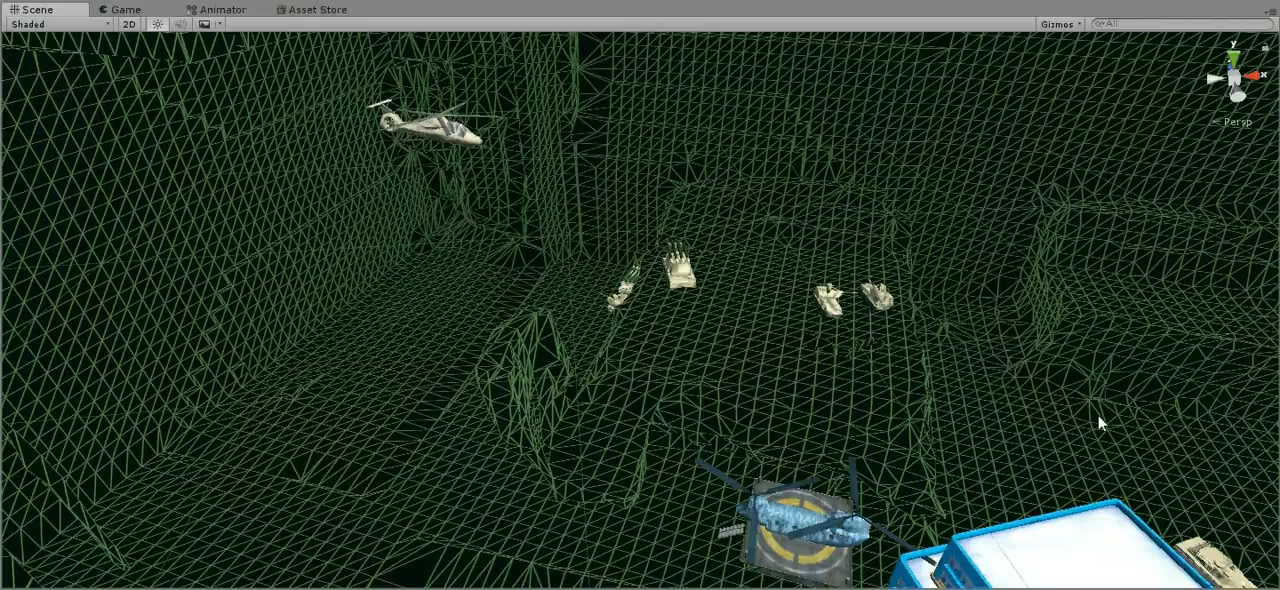 Scene Game Animator Asset Store
Shaded 2D Gizmos All
y
x
Persp